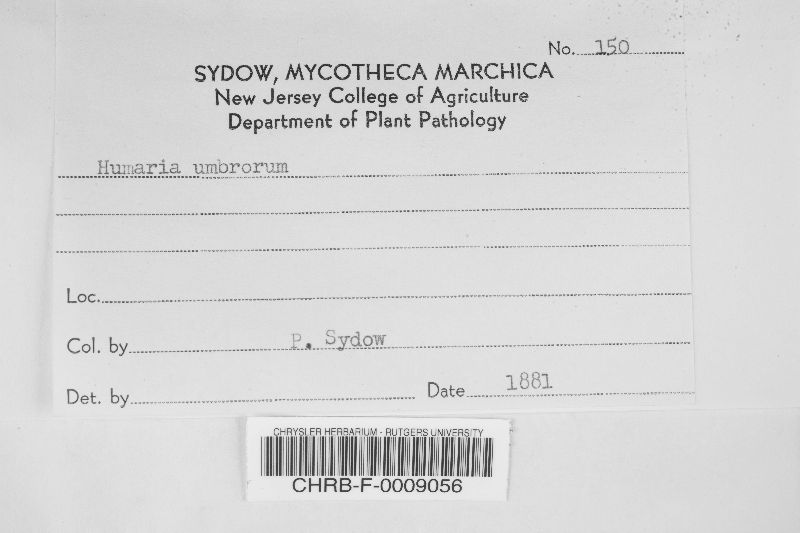 No. 150
SYDOW, MYCOTHECA MARCHICA
New Jersey College of Agriculture
Department of Plant Pathology
Humaria umbrorum
Loc.
Col. by P. Sydow
Det. by Date 1881
CHRYSLER HERBARIUM - RUTGERS UNIVERSITY
CHRB-F-0009056